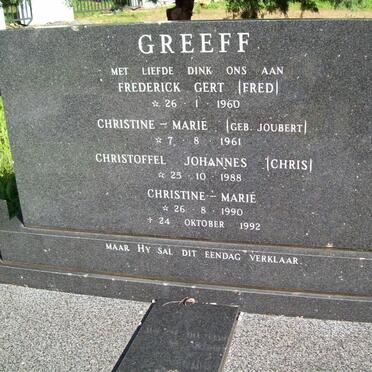 GREEFF
MET LIEFDE DINK ONS AAN
FREDERICK GERT (FRED)
☆ 26 · 1 · 1960
CHRISTINE – MARIÉ (GEB. JOUBERT)
☆ 7 · 8 · 1961
CHRISTOFFEL JOHANNES (CHRIS)
☆ 25 · 10 · 1988
CHRISTINE – MARIÉ
☆ 26 · 8 · 1990
✝ 24 OKTOBER 1992
MAAR HY SAL DIT EENDAG VERKLAAR.